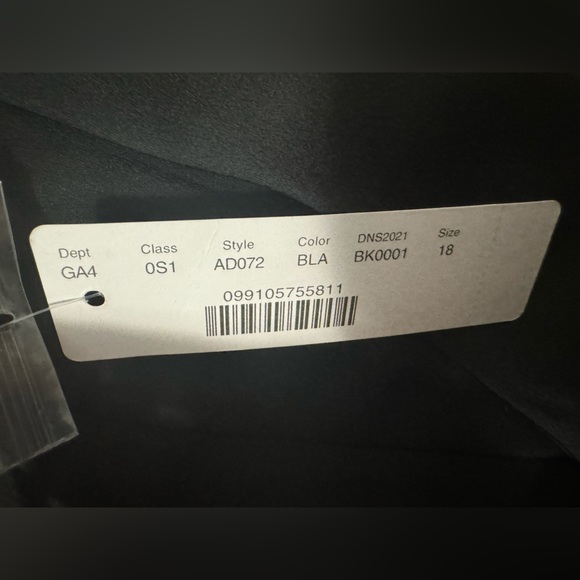 Dept Class Style Color DNS2021 Size
GA4 0S1 AD072 BLA BK0001 18
099105755811